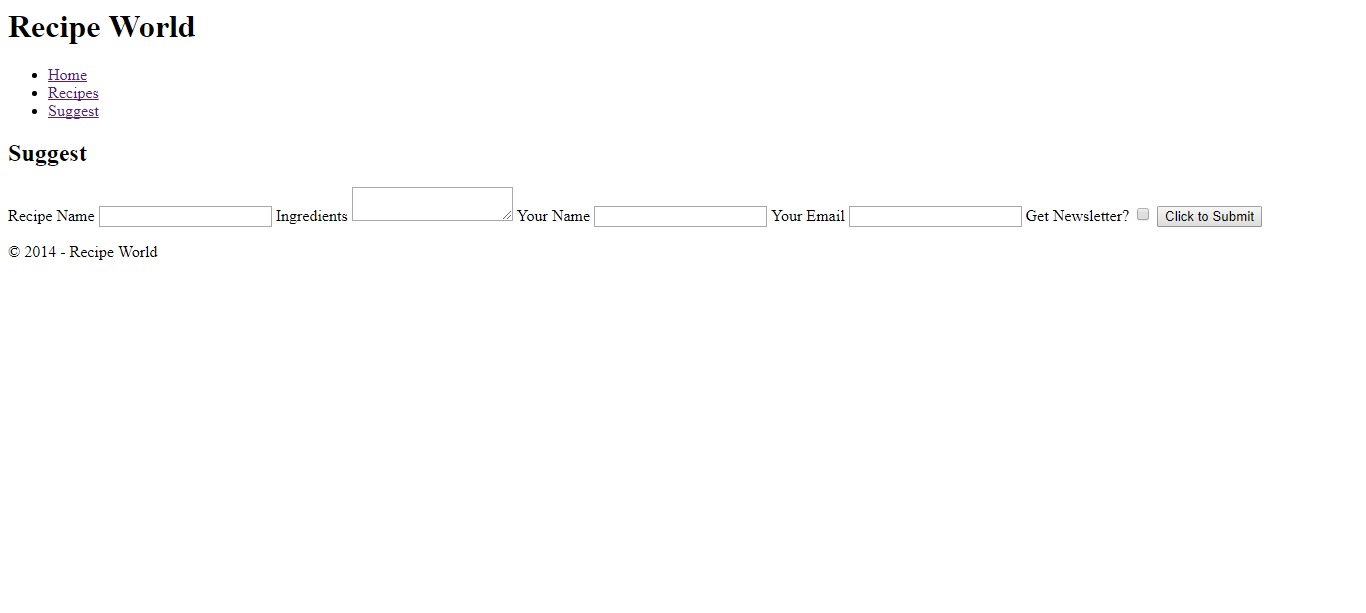 Recipe World
Home
Recipes
Suggest
Suggest
Recipe Name Ingredients Your Name Your Email Get Newsletter? Click to Submit
© 2014 - Recipe World